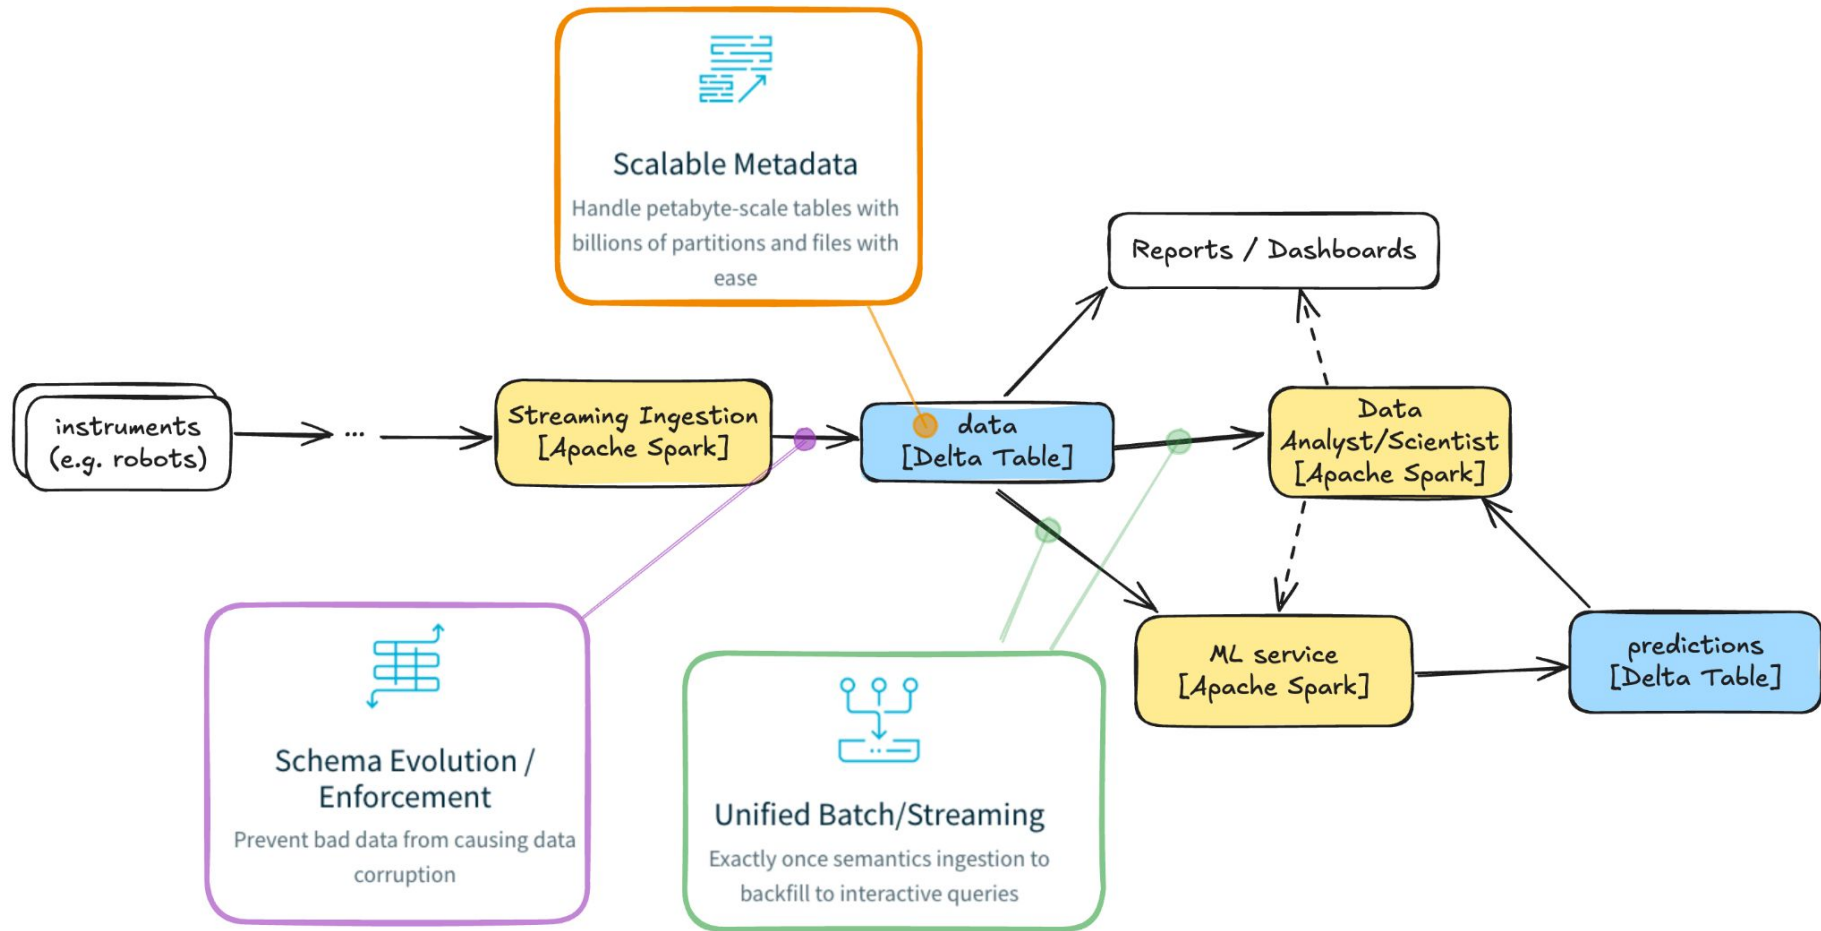 Scalable Metadata
Handle petabyte-scale tables with
billions of partitions and files with
ease
Reports / Dashboards
instruments
(e.g. robots)
...
Streaming Ingestion
[Apache Spark]
data
[Delta Table]
Data
Analyst/Scientist
[Apache Spark]
ML service
[Apache Spark]
predictions
[Delta Table]
Schema Evolution /
Enforcement
Prevent bad data from causing data
corruption
Unified Batch/Streaming
Exactly once semantics ingestion to
backfill to interactive queries